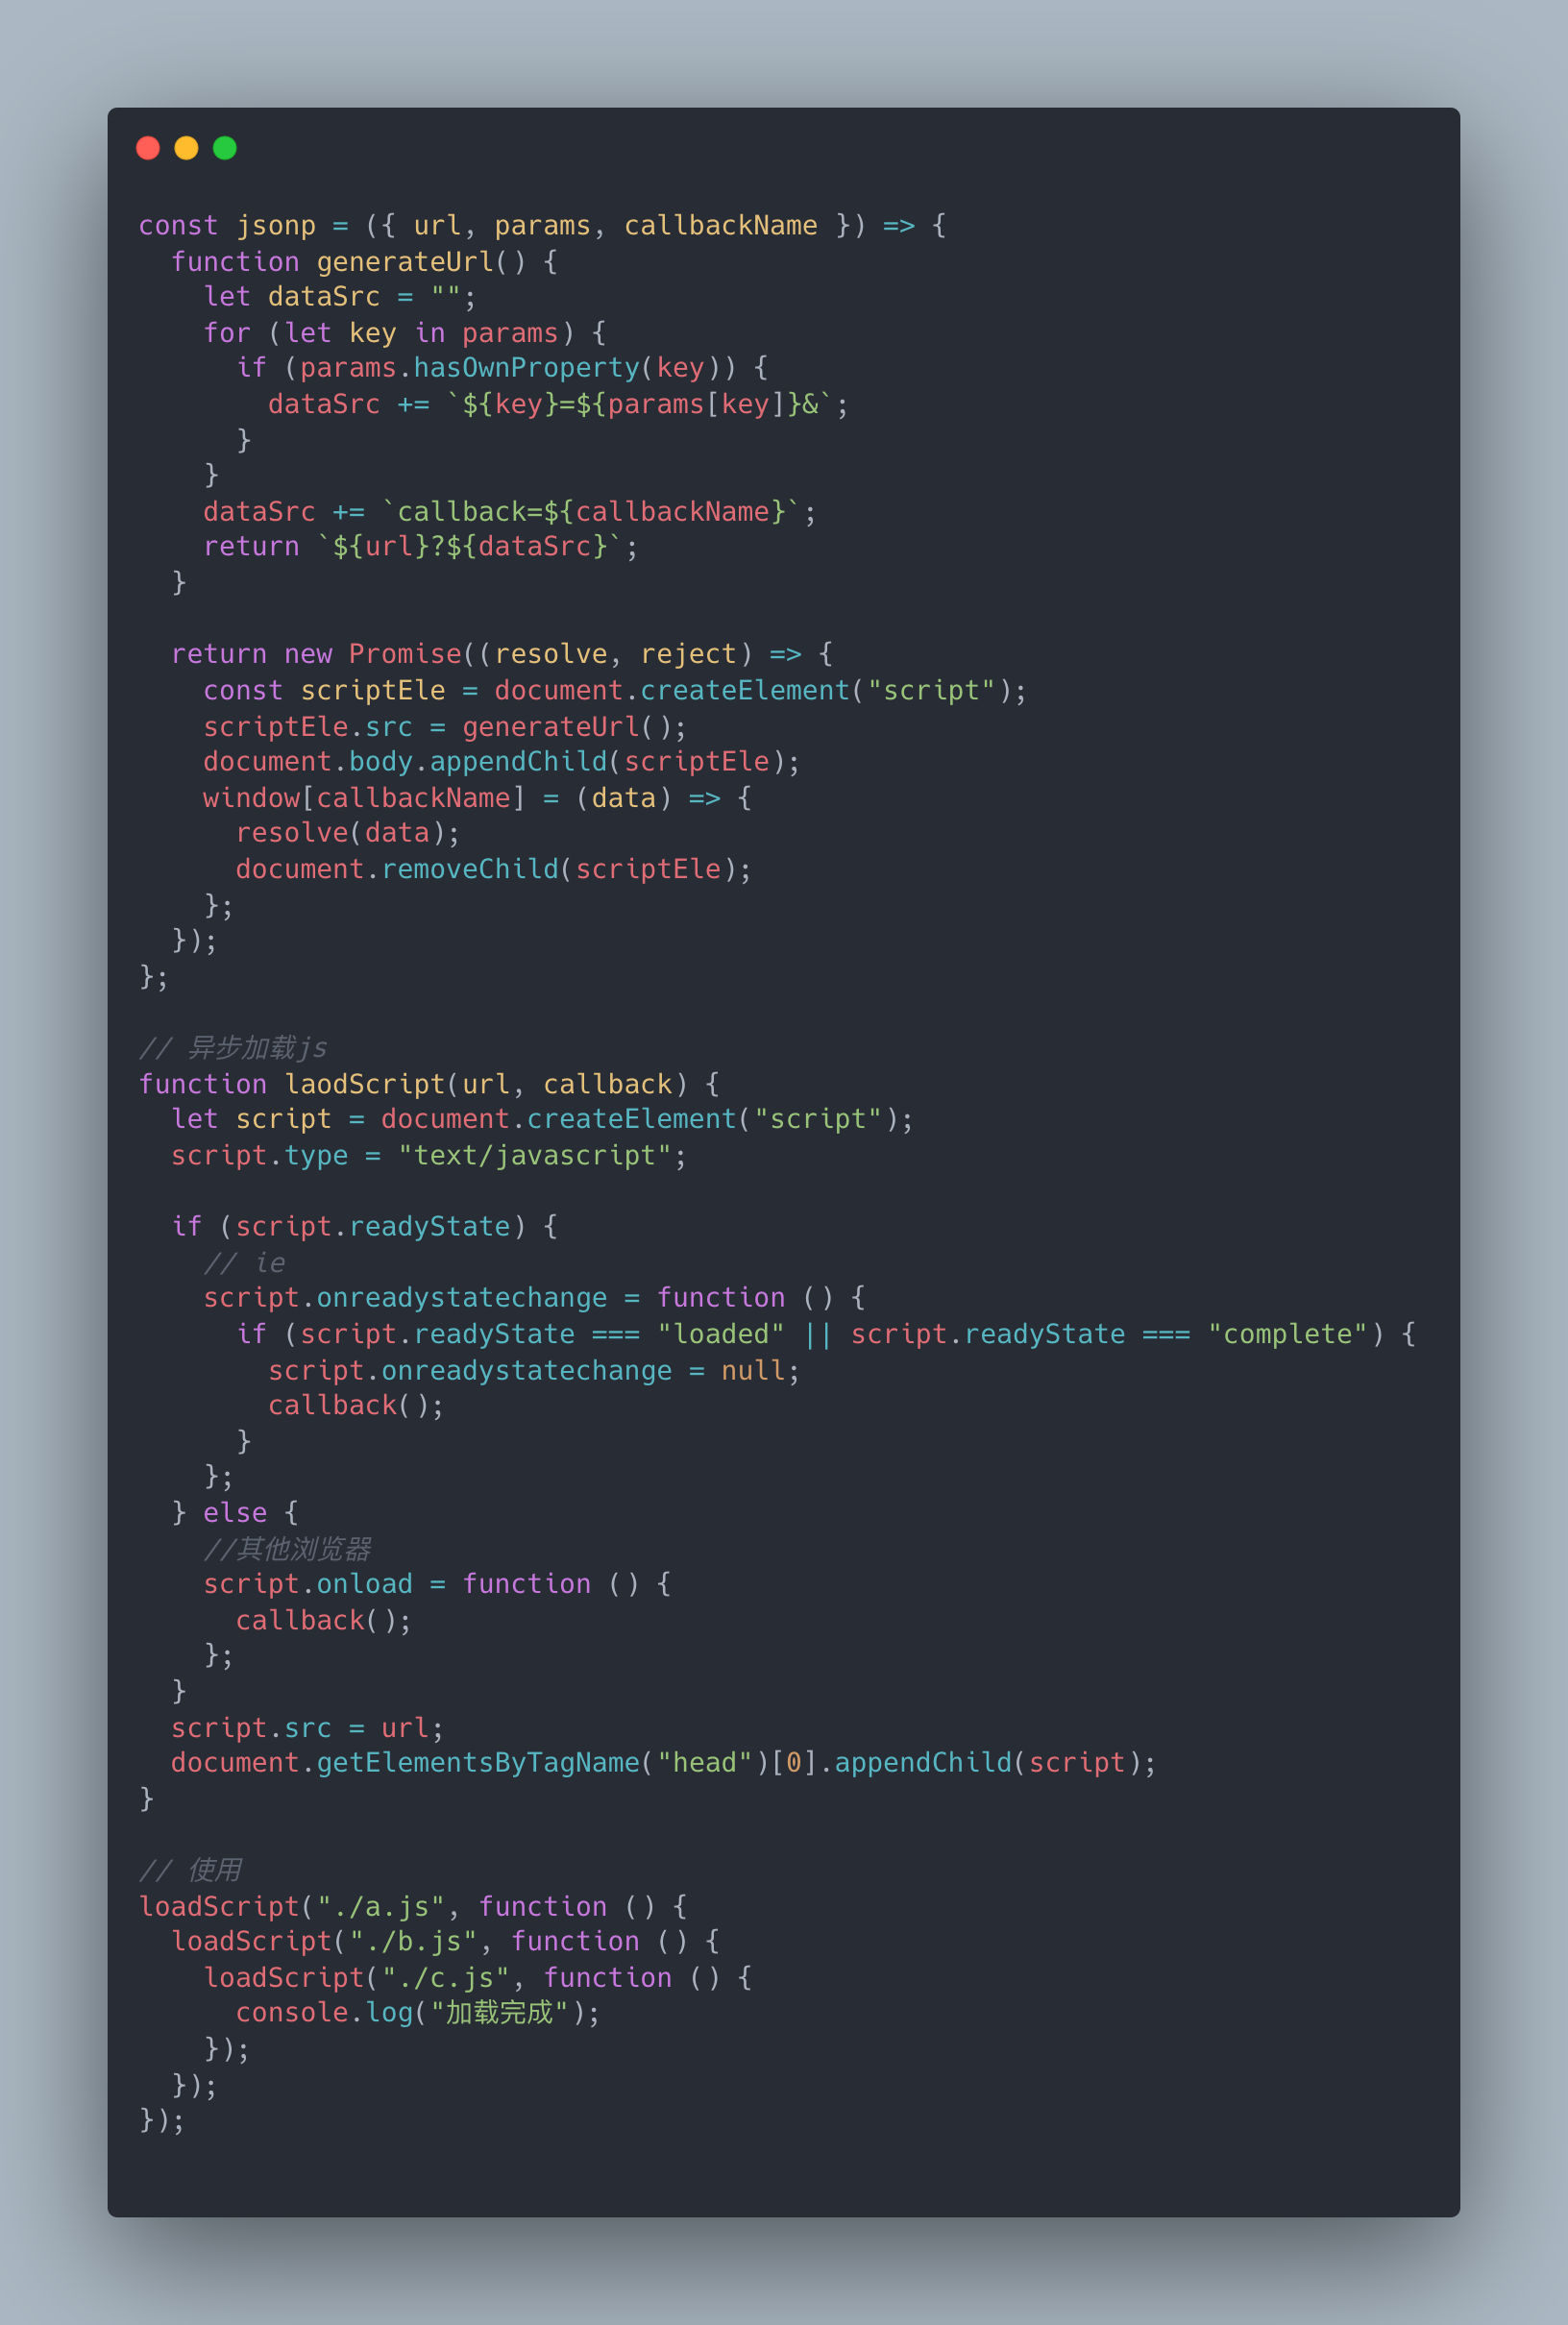 const jsonp = ({ url, params, callbackName }) => {
  function generateUrl() {
    let dataSrc = "";
    for (let key in params) {
      if (params.hasOwnProperty(key)) {
        dataSrc += `${key}=${params[key]}&`;
      }
    }
    dataSrc += `callback=${callbackName}`;
    return `${url}?${dataSrc}`;
  }

  return new Promise((resolve, reject) => {
    const scriptEle = document.createElement("script");
    scriptEle.src = generateUrl();
    document.body.appendChild(scriptEle);
    window[callbackName] = (data) => {
      resolve(data);
      document.removeChild(scriptEle);
    };
  });
};

// 异步加载js
function laodScript(url, callback) {
  let script = document.createElement("script");
  script.type = "text/javascript";

  if (script.readyState) {
    // ie
    script.onreadystatechange = function () {
      if (script.readyState === "loaded" || script.readyState === "complete") {
        script.onreadystatechange = null;
        callback();
      }
    };
  } else {
    //其他浏览器
    script.onload = function () {
      callback();
    };
  }
  script.src = url;
  document.getElementsByTagName("head")[0].appendChild(script);
}

// 使用
loadScript("./a.js", function () {
  loadScript("./b.js", function () {
    loadScript("./c.js", function () {
      console.log("加载完成");
    });
  });
});